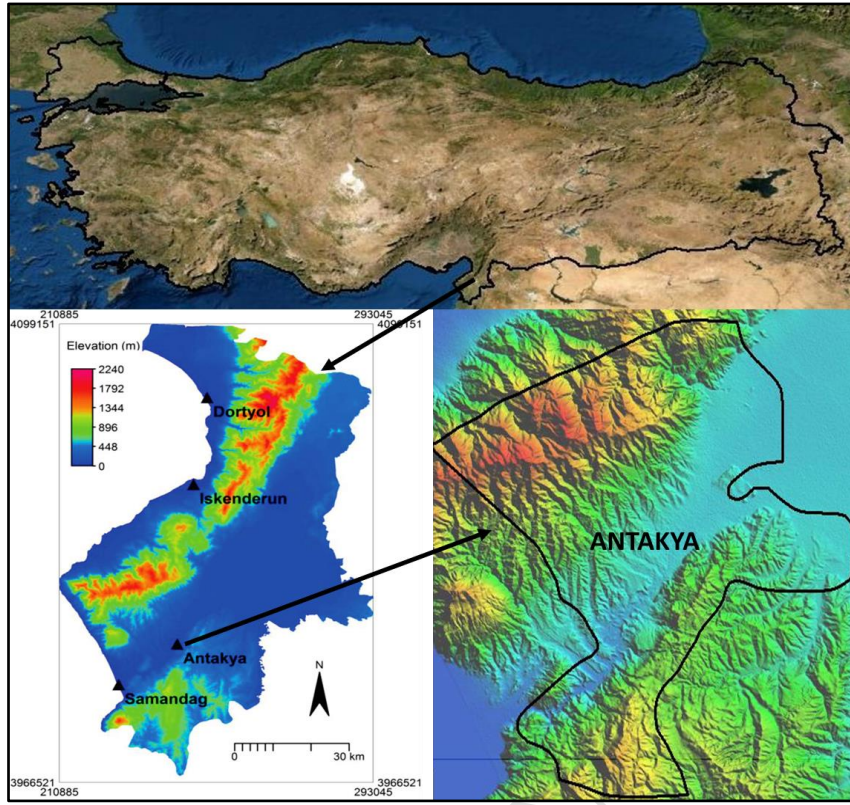 210885 293045
4099151 4099151
Elevation (m)
2240
1792
1344
896
448
0
Dortyol
Iskenderun
ANTAKYA
Antakya
N
Samandag
0 30 km
3966521 3966521
210885 293045